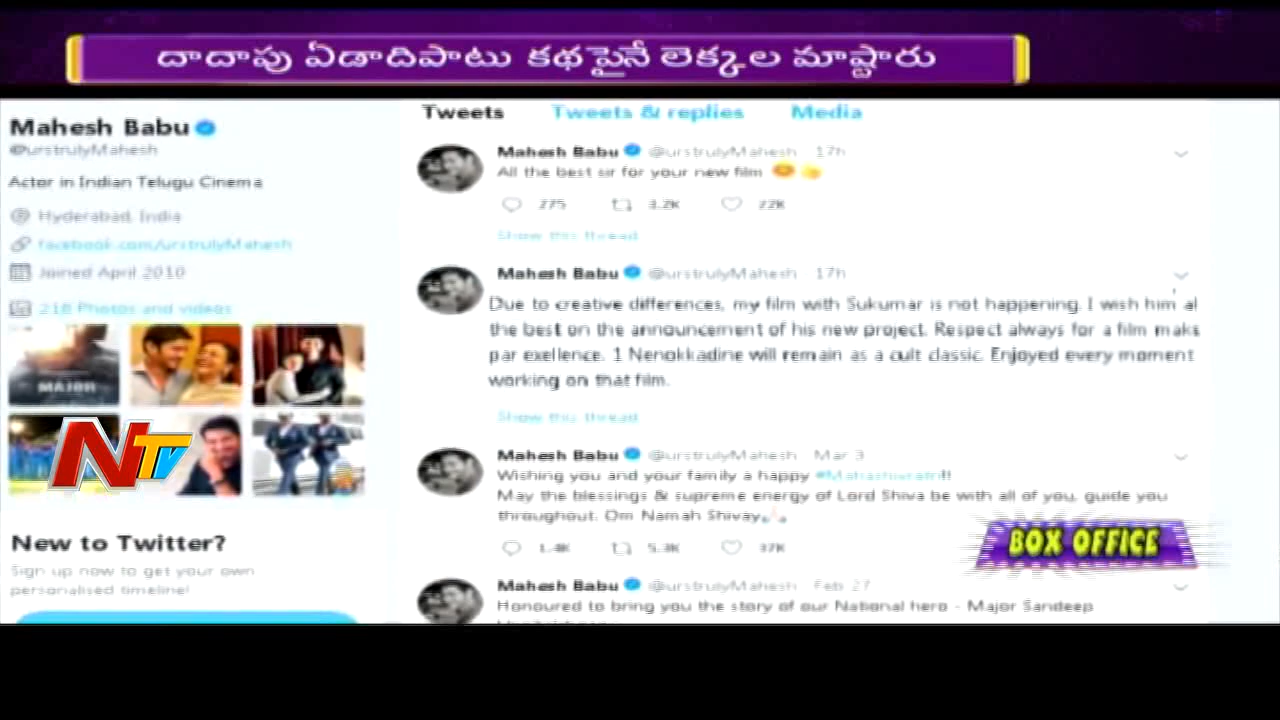 దాదాపు ఏడాదిపాటు కథపైనే లెక్కల మాష్టారు
Mahesh Babu
@urstrulyMahesh
Actor in Indian Telugu Cinema
Hyderabad, India
facebook.com/urstrulyMahesh
Joined April 2010
218 Photos and videos
MAJOR
NTV
New to Twitter?
Sign up now to get your own
personalised timeline!
Tweets Tweets & replies Media
Mahesh Babu @urstrulyMahesh 17h
All the best sir for your new film
275 3.2K 22K
Show this thread
Mahesh Babu @urstrulyMahesh 17h
Due to creative differences, my film with Sukumar is not happening. I wish him al
the best on the announcement of his new project. Respect always for a film mak
par exellence. 1 Nenokkadine will remain as a cult classic. Enjoyed every moment
working on that film.
Show this thread
Mahesh Babu @urstrulyMahesh Mar 3
Wishing you and your family a happy #Mahashivratri!!
May the blessings & supreme energy of Lord Shiva be with all of you, guide you
throughout. Om Namah Shivay
1.4K 5.3K 37K
BOX OFFICE
Mahesh Babu @urstrulyMahesh Feb 27
Honoured to bring you the story of our National hero - Major Sandeep